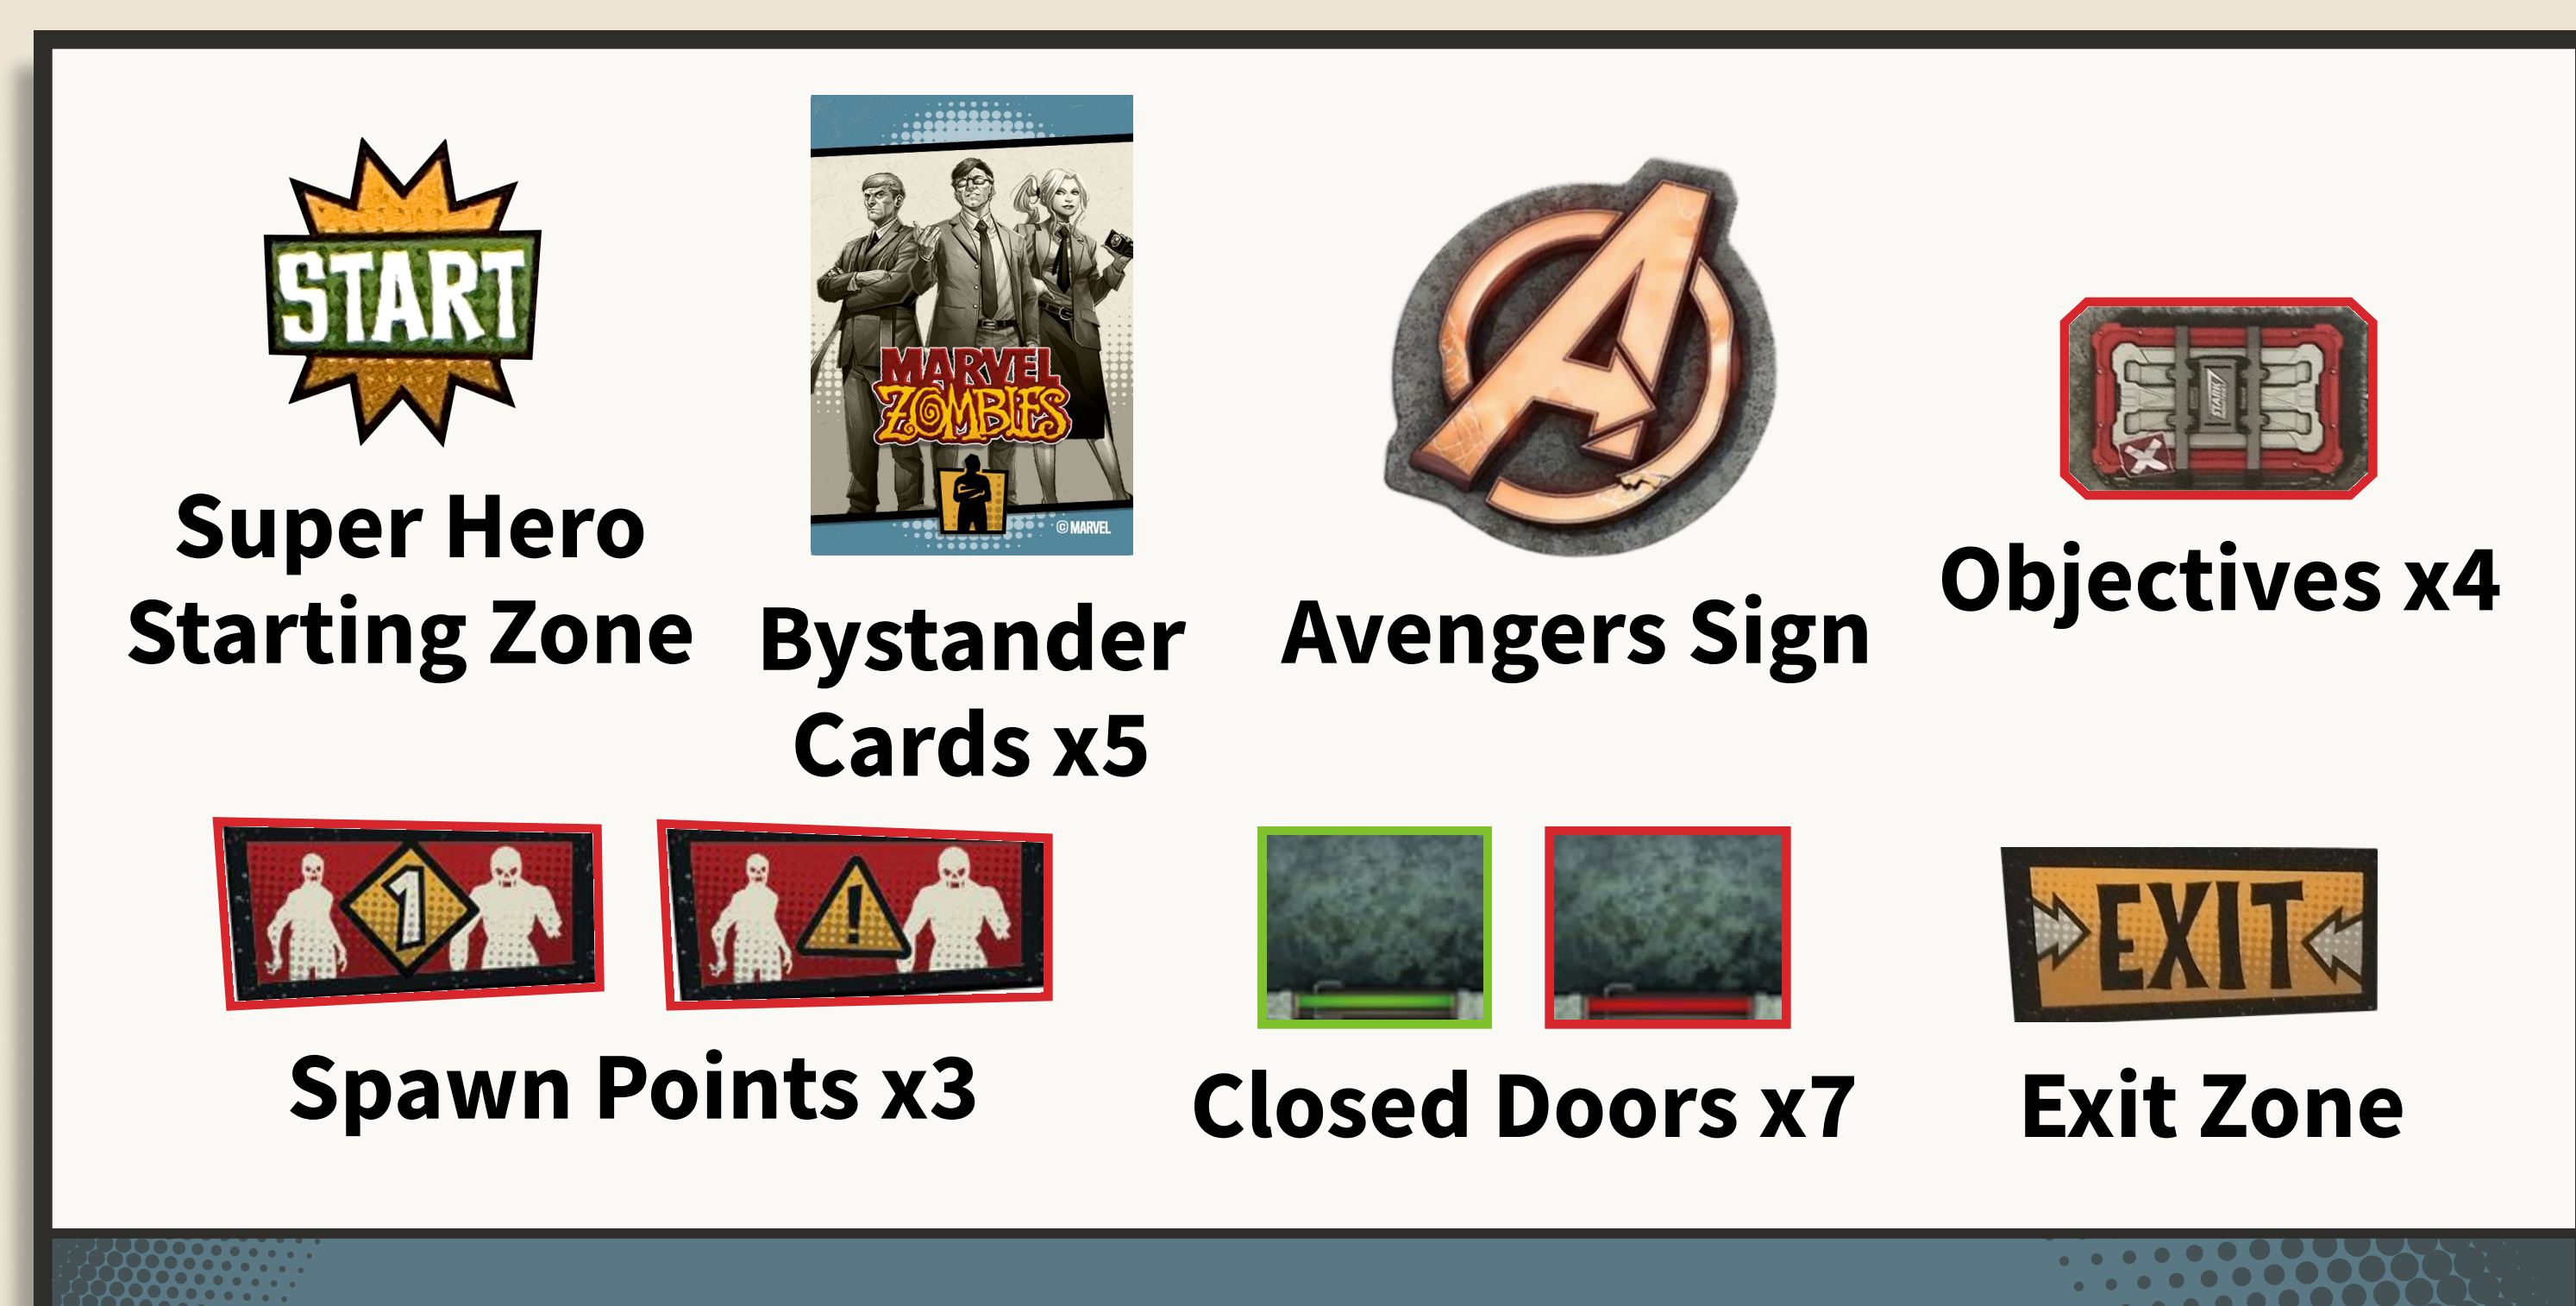 START
MARVEL
ZOMBIES
© MARVEL
STARK
Super Hero
Starting Zone
Bystander
Cards x5
Avengers Sign
Objectives x4
1
!
EXIT
Spawn Points x3
Closed Doors x7
Exit Zone